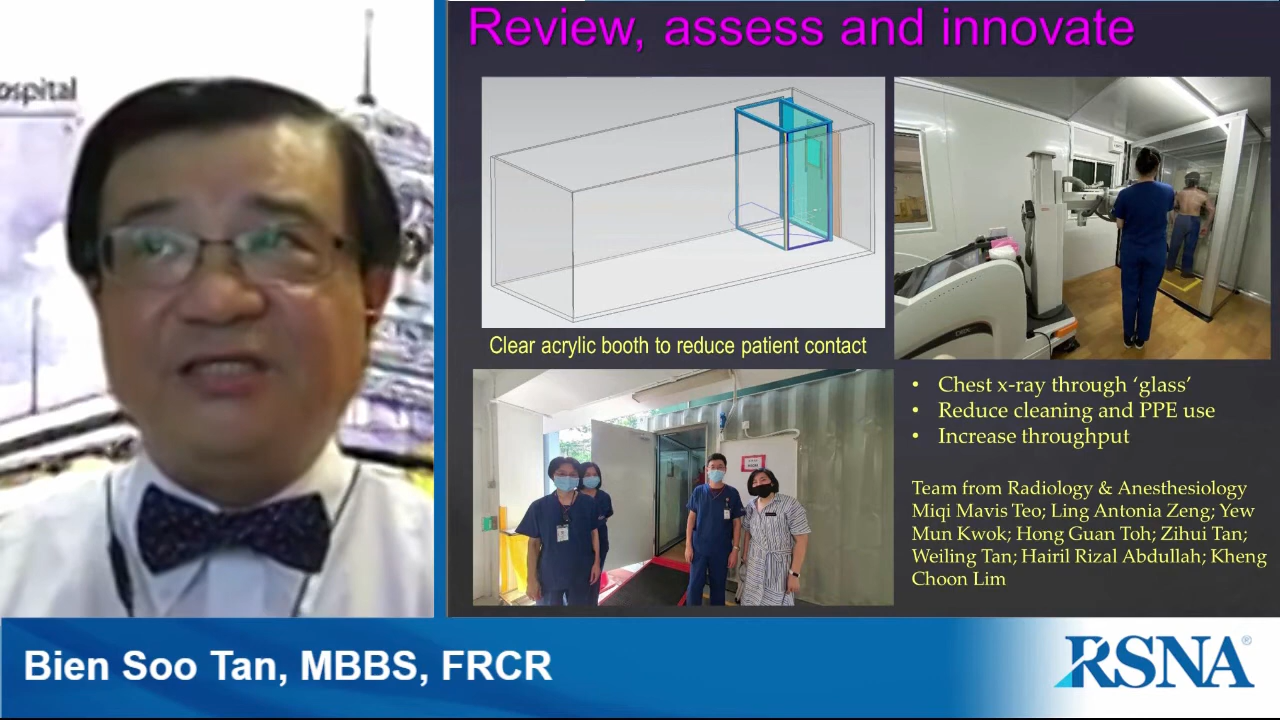 ospital
Review, assess and innovate
Clear acrylic booth to reduce patient contact
• Chest x-ray through ‘glass’
• Reduce cleaning and PPE use
• Increase throughput
Team from Radiology & Anesthesiology
Miqi Mavis Teo; Ling Antonia Zeng; Yew
Mun Kwok; Hong Guan Toh; Zihui Tan;
Weiling Tan; Hairil Rizal Abdullah; Kheng
Choon Lim
Bien Soo Tan, MBBS, FRCR
RSNA®